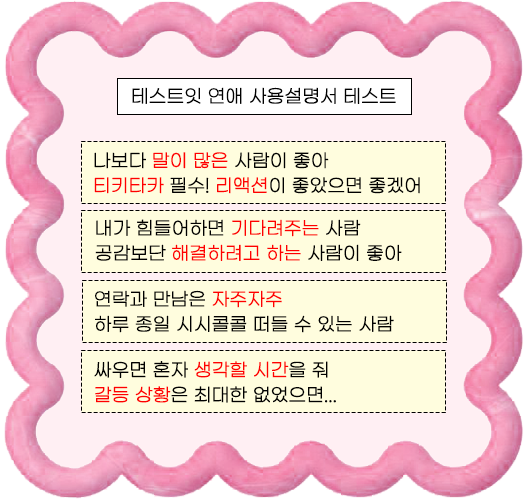 테스트잇 연애 사용설명서 테스트
나보다 말이 많은 사람이 좋아
티키타카 필수! 리액션이 좋았으면 좋겠어
내가 힘들어하면 기다려주는 사람
공감보단 해결하려고 하는 사람이 좋아
연락과 만남은 자주자주
하루 종일 시시콜콜 떠들 수 있는 사람
싸우면 혼자 생각할 시간을 줘
갈등 상황은 최대한 없었으면...